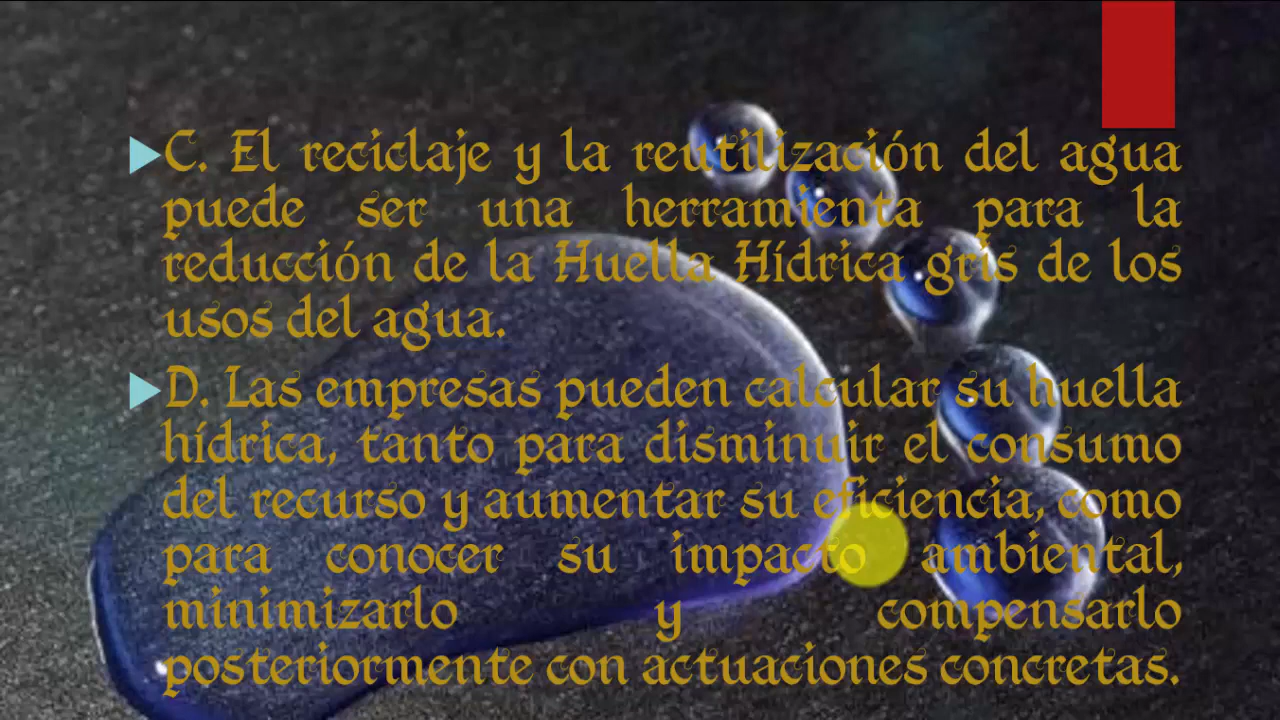 C. El reciclaje y la reutilización del agua
puede ser una herramienta para la
reducción de la Huella Hídrica gris de los
usos del agua.
D. Las empresas pueden calcular su huella
hídrica, tanto para disminuir el consumo
del recurso y aumentar su eficiencia, como
para conocer su impacto ambiental,
minimizarlo y compensarlo
posteriormente con actuaciones concretas.